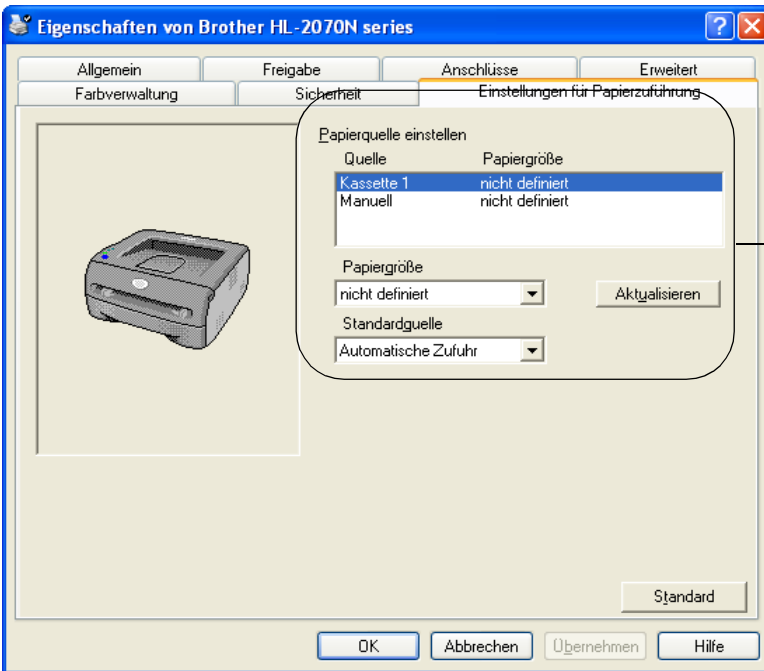 Eigenschaften von Brother HL-2070N series
Allgemein Freigabe Anschlüsse Erweitert
Farbverwaltung Sicherheit Einstellungen für Papierzuführung
Papierquelle einstellen
Quelle Papiergröße
Kassette 1 nicht definiert
Manuell nicht definiert
Papiergröße
nicht definiert Aktualisieren
Standardquelle
Automatische Zufuhr
Standard
OK Abbrechen Übernehmen Hilfe